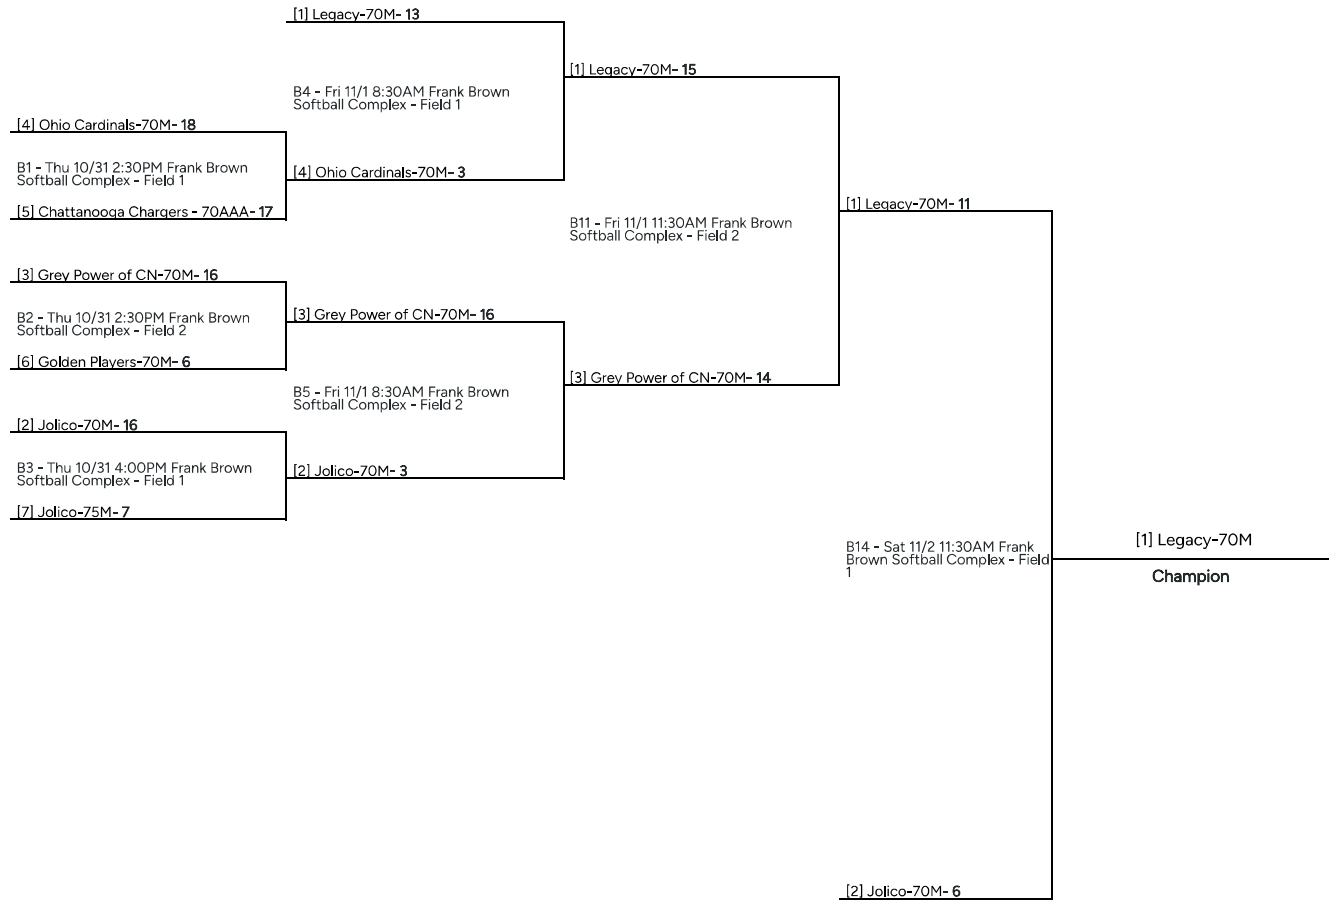 [1] Legacy-70M- 13
[1] Legacy-70M- 15
B4 - Fri 11/1 8:30AM Frank Brown
Softball Complex - Field 1
[4] Ohio Cardinals-70M- 18
B1 - Thu 10/31 2:30PM Frank Brown
Softball Complex - Field 1
[4] Ohio Cardinals-70M- 3
[5] Chattanooga Chargers - 70AAA- 17
[1] Legacy-70M- 11
B11 - Fri 11/1 11:30AM Frank Brown
Softball Complex - Field 2
[3] Grey Power of CN-70M- 16
B2 - Thu 10/31 2:30PM Frank Brown
Softball Complex - Field 2
[3] Grey Power of CN-70M- 16
[6] Golden Players-70M- 6
[3] Grey Power of CN-70M- 14
B5 - Fri 11/1 8:30AM Frank Brown
Softball Complex - Field 2
[2] Jolico-70M- 16
B3 - Thu 10/31 4:00PM Frank Brown
Softball Complex - Field 1
[2] Jolico-70M- 3
[7] Jolico-75M- 7
B14 - Sat 11/2 11:30AM Frank
Brown Softball Complex - Field
1
[1] Legacy-70M
Champion
[2] Jolico-70M- 6